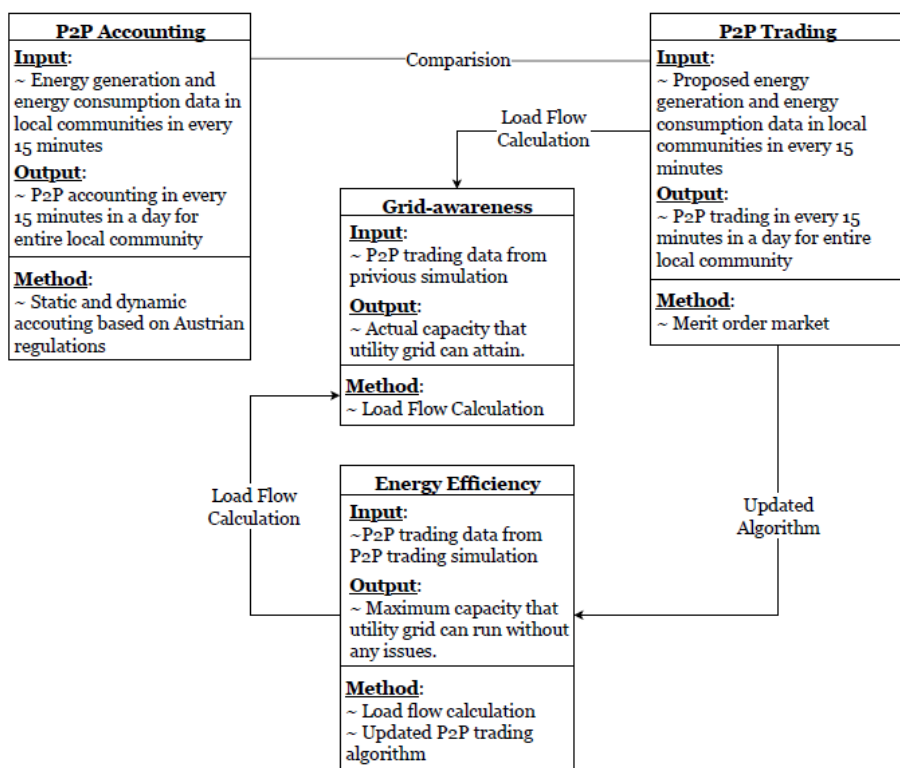 P2P Accounting
Input:
~ Energy generation and
energy consumption data in
local communities in every
15 minutes
Output:
~ P2P accounting in every
15 minutes in a day for
entire local community
Method:
~ Static and dynamic
accouting based on Austrian
regulations
Comparision
P2P Trading
Input:
~ Proposed energy
generation and energy
consumption data in local
communities in every 15
minutes
Output:
~ P2P trading in every 15
minutes in a day for entire
local community
Method:
~ Merit order market
Load Flow
Calculation
Grid-awareness
Input:
~ P2P trading data from
privious simulation
Output:
~ Actual capacity that
utility grid can attain.
Method:
~ Load Flow Calculation
Load Flow
Calculation
Updated
Algorithm
Energy Efficiency
Input:
~P2P trading data from
P2P trading simulation
Output:
~ Maximum capacity that
utility grid can run without
any issues.
Method:
~ Load flow calculation
~ Updated P2P trading
algorithm